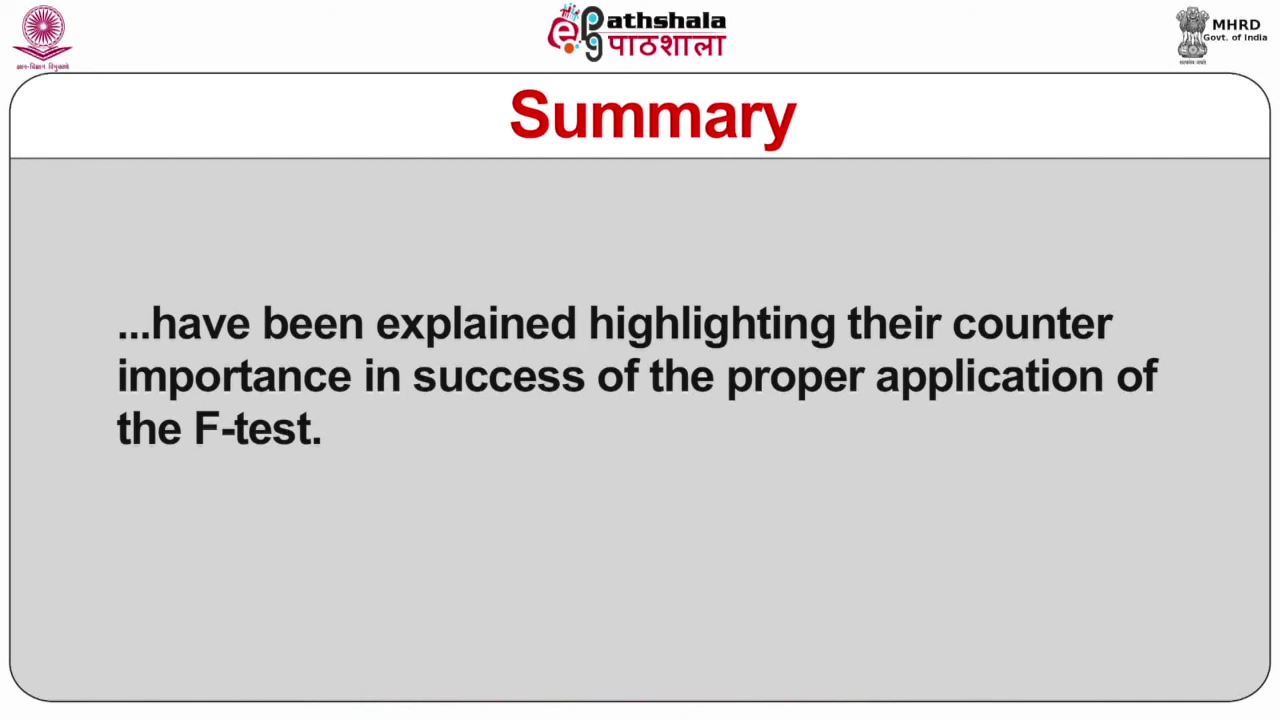 Pathshala
पाठशाला
MHRD
Govt. of India
Summary
...have been explained highlighting their counter
importance in success of the proper application of
the F-test.